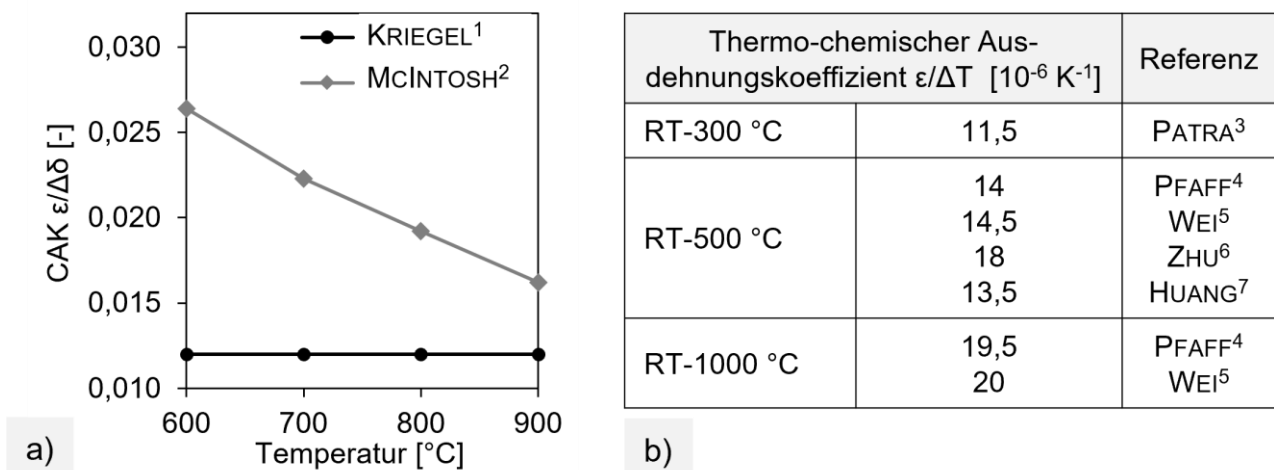 0,030
0,025
0,020
0,015
0,010
CAK ε/Δδ [-]
KRIEGEL¹
MCINTOSH²
600 700 800 900
Temperatur [°C]
a)
Thermo-chemischer Aus-
dehnungskoeffizient ε/ΔT [10⁻⁶ K⁻¹]
Referenz
RT-300 °C 11,5 PATRA³
RT-500 °C
14 PFAFF⁴
14,5 WEI⁵
18 ZHU⁶
13,5 HUANG⁷
RT-1000 °C
19,5 PFAFF⁴
20 WEI⁵
b)